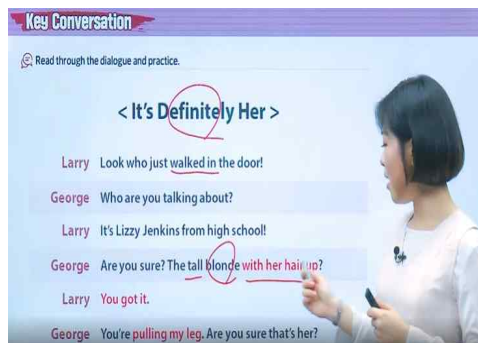 Key Conversation
Read through the dialogue and practice.
< It's Definitely Her >
Larry Look who just walked in the door!
George Who are you talking about?
Larry It's Lizzy Jenkins from high school!
George Are you sure? The tall blonde with her hair up?
Larry You got it.
George You're pulling my leg. Are you sure that's her?